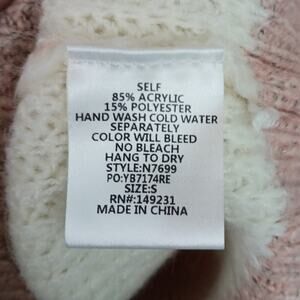 SELF
85% ACRYLIC
15% POLYESTER
HAND WASH COLD WATER
SEPARATELY
COLOR WILL BLEED
NO BLEACH
HANG TO DRY
STYLE:N7699
PO:YB7174RE
SIZE:S
RN#:149231
MADE IN CHINA